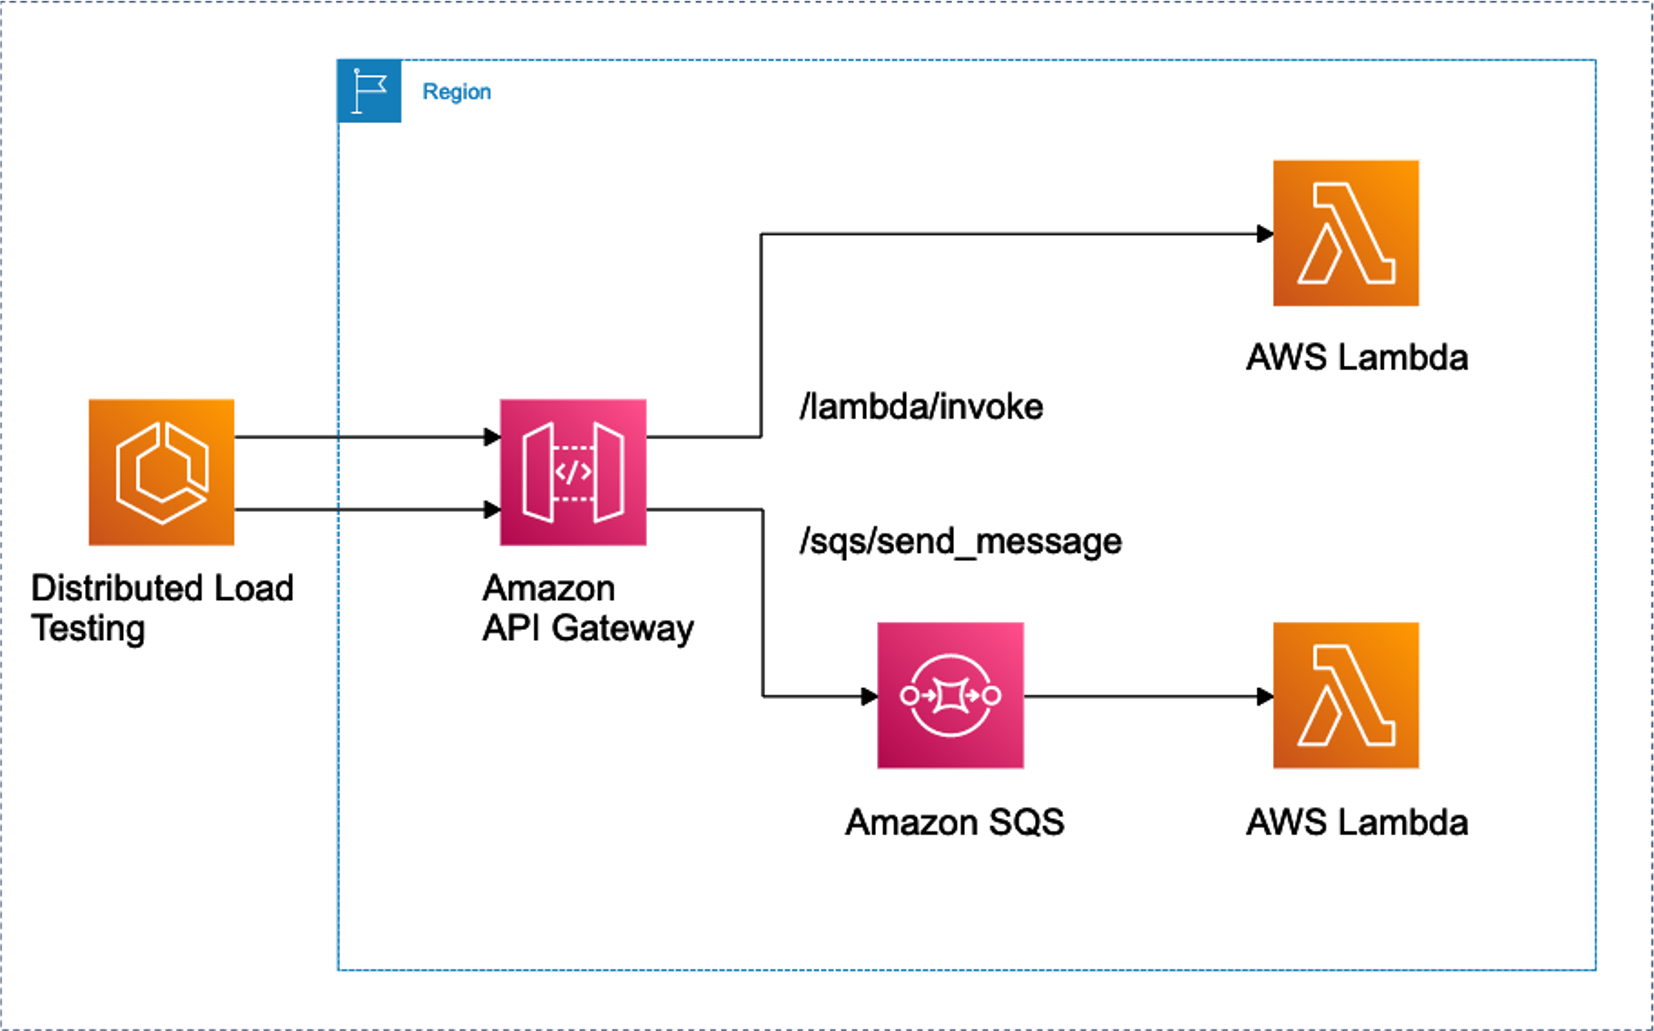 Region
AWS Lambda
/lambda/invoke
/sqs/send_message
Distributed Load
Testing
Amazon
API Gateway
Amazon SQS
AWS Lambda